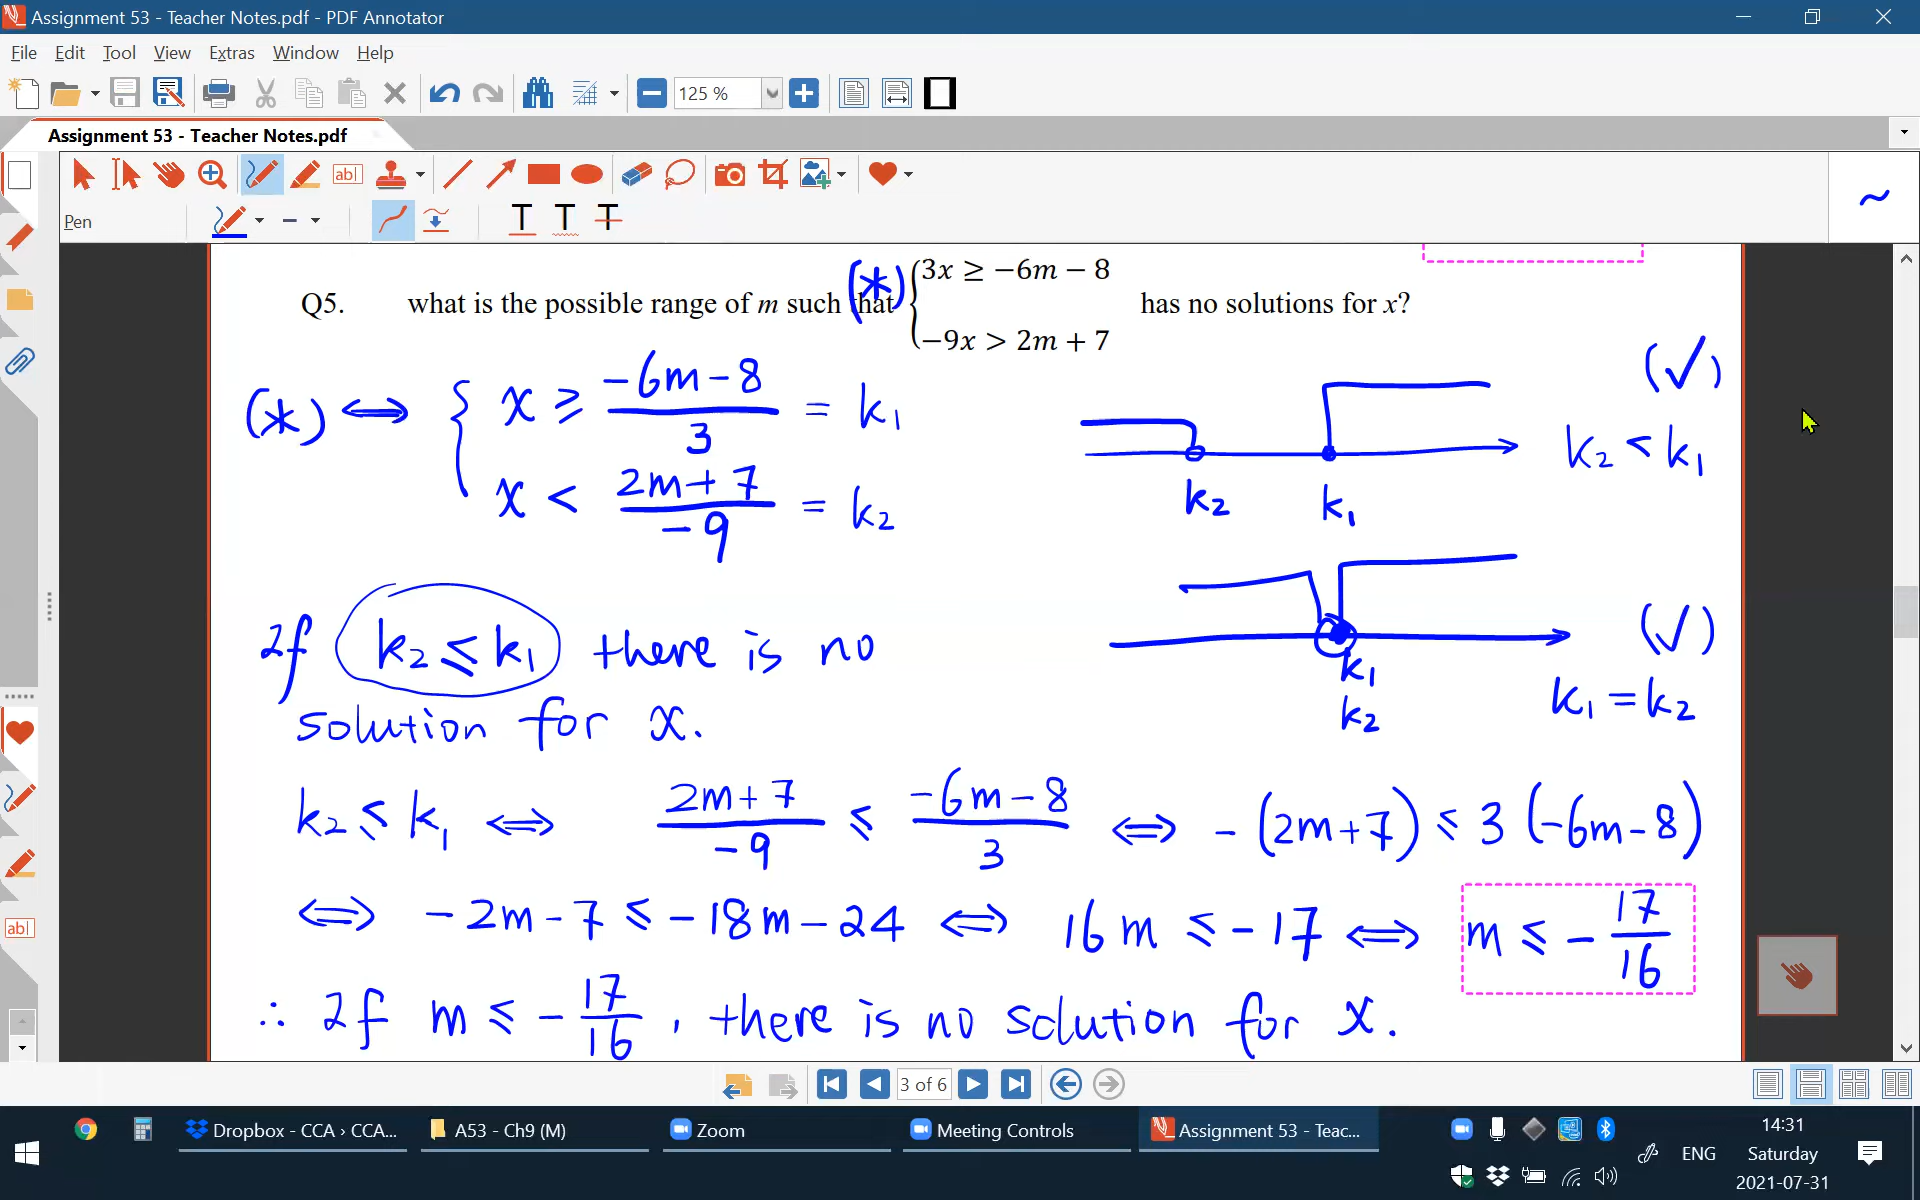 Assignment 53 - Teacher Notes.pdf - PDF Annotator
File Edit Tool View Extras Window Help
125 %
Assignment 53 - Teacher Notes.pdf
ab|
Pen
T T T
~
Q5. what is the possible range of m such that (*) {3x ≥ −6m − 8
−9x > 2m + 7
has no solutions for x?
(*) ⟺ { x ⩾ (-6m-8)/3 = k₁
x < (2m+7)/-9 = k₂
k₂ k₁
(✓)
k₂ < k₁
If k₂ ⩽ k₁ there is no
solution for x.
k₁
k₂
(✓)
k₁ = k₂
k₂ ⩽ k₁ ⟺ (2m+7)/-9 ⩽ (-6m-8)/3 ⟺ -(2m+7) ⩽ 3(-6m-8)
⟺ -2m-7 ⩽ -18m-24 ⟺ 16m ⩽ -17 ⟺ m ⩽ -17/16
∴ If m ⩽ -17/16, there is no solution for x.
ab|
3 of 6
Dropbox - CCA › CCA... A53 - Ch9 (M) Zoom Meeting Controls Assignment 53 - Teac...
14:31
ENG Saturday
2021-07-31